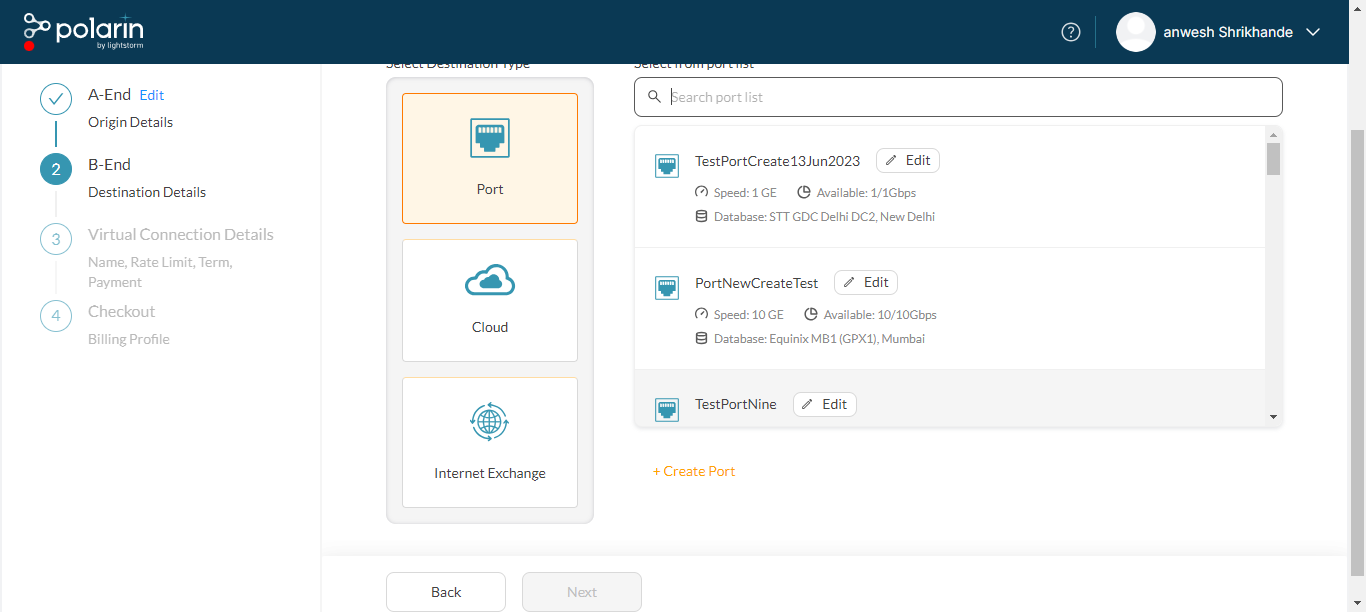 polarin
by lightstorm
anwesh Shrikhande
A-End Edit
Origin Details
2
B-End
Destination Details
3
Virtual Connection Details
Name, Rate Limit, Term,
Payment
4
Checkout
Billing Profile
Select Destination Type
Port
Cloud
Internet Exchange
Select from port list
Search port list
TestPortCreate13Jun2023 Edit
Speed: 1 GE Available: 1/1Gbps
Database: STT GDC Delhi DC2, New Delhi
PortNewCreateTest Edit
Speed: 10 GE Available: 10/10Gbps
Database: Equinix MB1 (GPX1), Mumbai
TestPortNine Edit
+ Create Port
Back Next